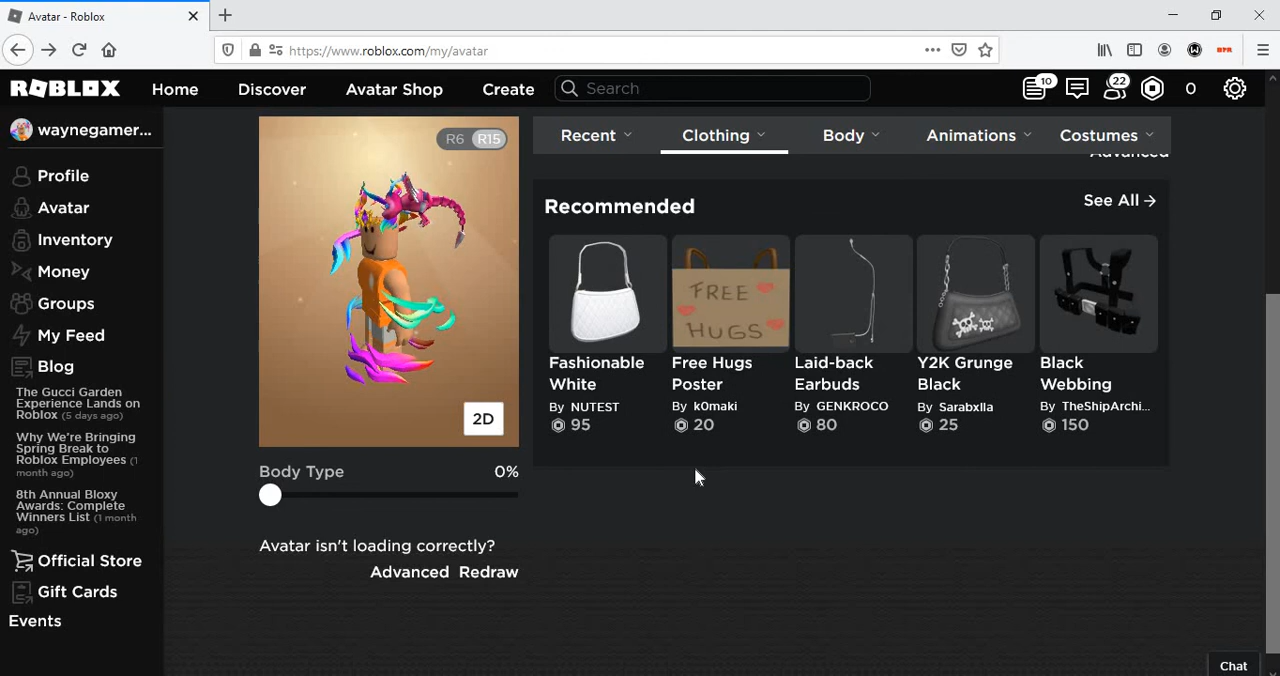 Avatar - Roblox
https://www.roblox.com/my/avatar
ROBLOX
Home
Discover
Avatar Shop
Create
Search
10
22
0
waynegamer...
Profile
Avatar
Inventory
Money
Groups
My Feed
Blog
The Gucci Garden
Experience Lands on
Roblox (5 days ago)
Why We're Bringing
Spring Break to
Roblox Employees (1
month ago)
8th Annual Bloxy
Awards: Complete
Winners List (1 month
ago)
Official Store
Gift Cards
Events
R6 R15
2D
Body Type 0%
Avatar isn't loading correctly?
Advanced Redraw
Recent
Clothing
Body
Animations
Costumes
Advanced
Recommended
See All
FREE
HUGS
Fashionable
White
By NUTEST
95
Free Hugs
Poster
By k0maki
20
Laid-back
Earbuds
By GENKROCO
80
Y2K Grunge
Black
By Sarabxlla
25
Black
Webbing
By TheShipArchi...
150
Chat